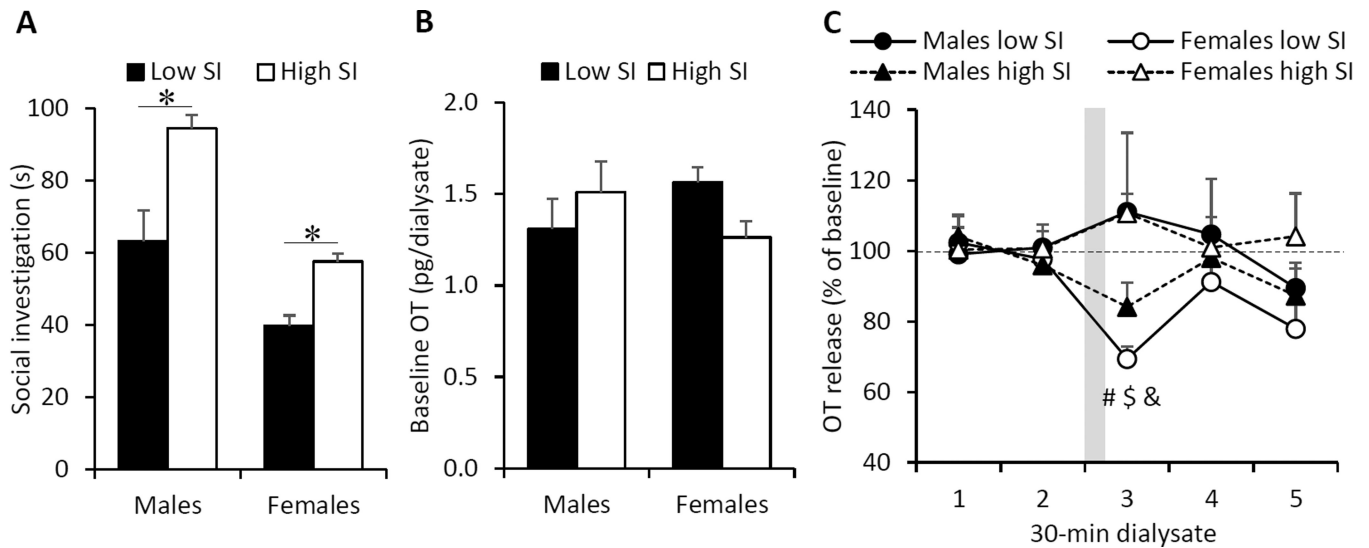 A
Low SI High SI
*
*
Social investigation (s)
100
80
60
40
20
0
Males Females
B
Low SI High SI
Baseline OT (pg/dialysate)
2.0
1.5
1.0
0.5
0.0
Males Females
C
Males low SI Females low SI
Males high SI Females high SI
OT release (% of baseline)
140
120
100
80
60
40
# $ &
1 2 3 4 5
30-min dialysate